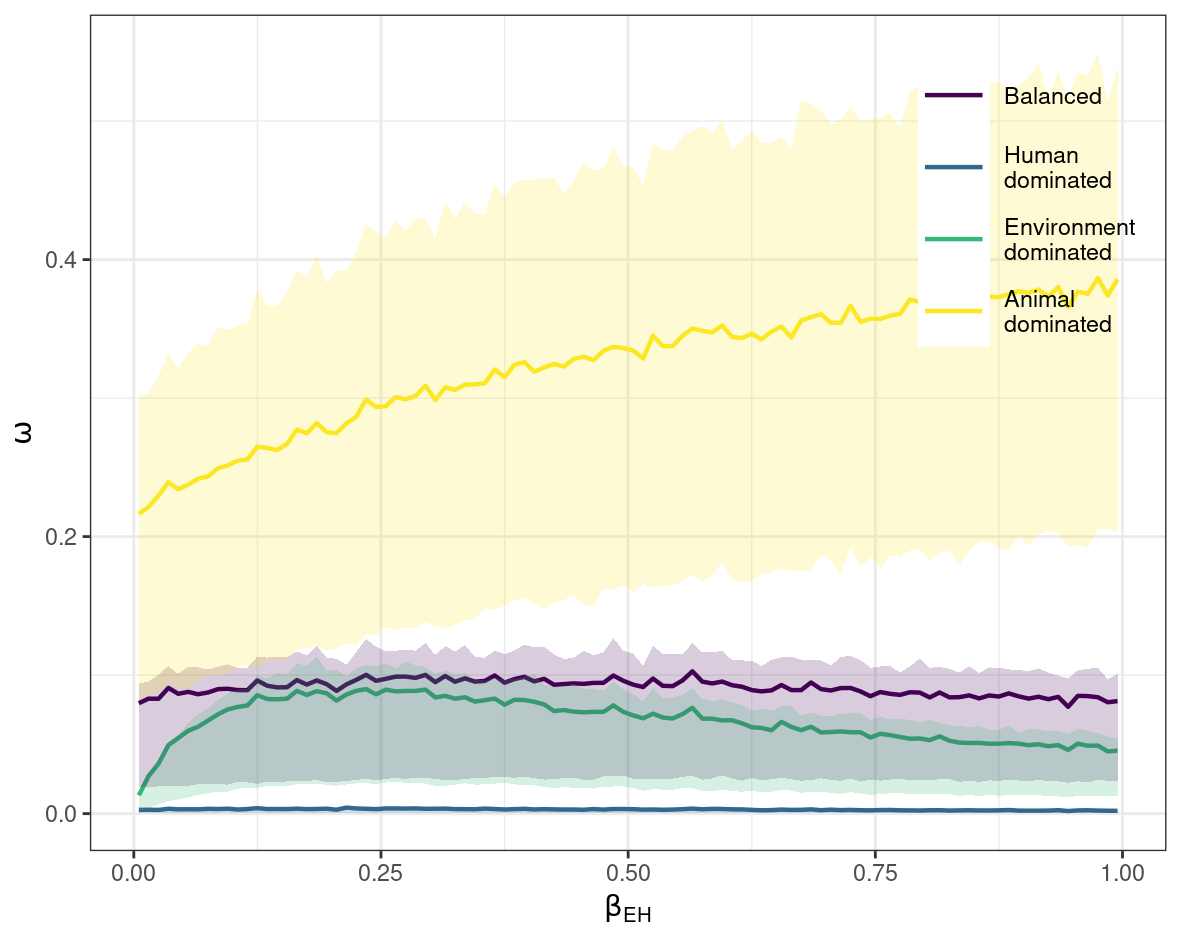 Balanced
Human
dominated
Environment
dominated
Animal
dominated
0.4
0.2
0.0
ω
0.00 0.25 0.50 0.75 1.00
βEH